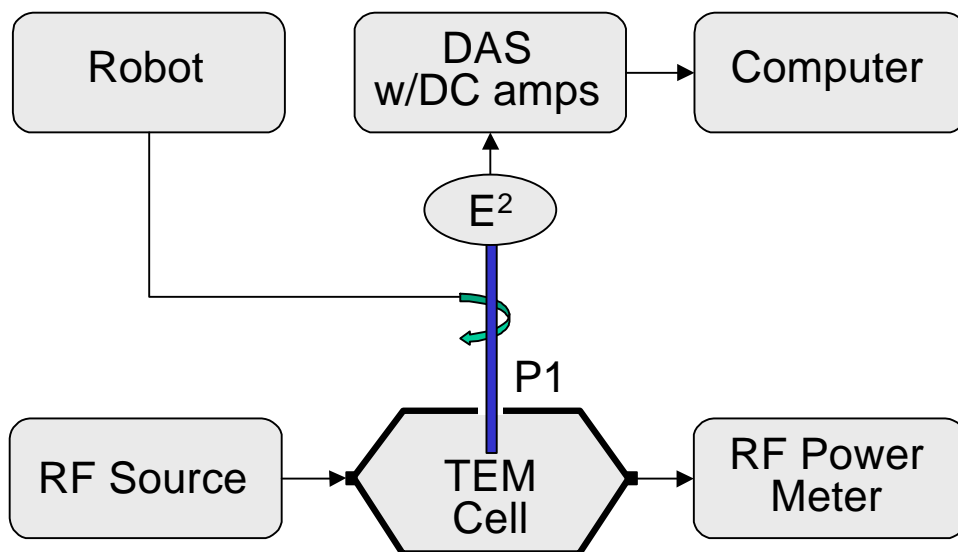 Robot
DAS
w/DC amps
Computer
E²
P1
RF Source
TEM
Cell
RF Power
Meter